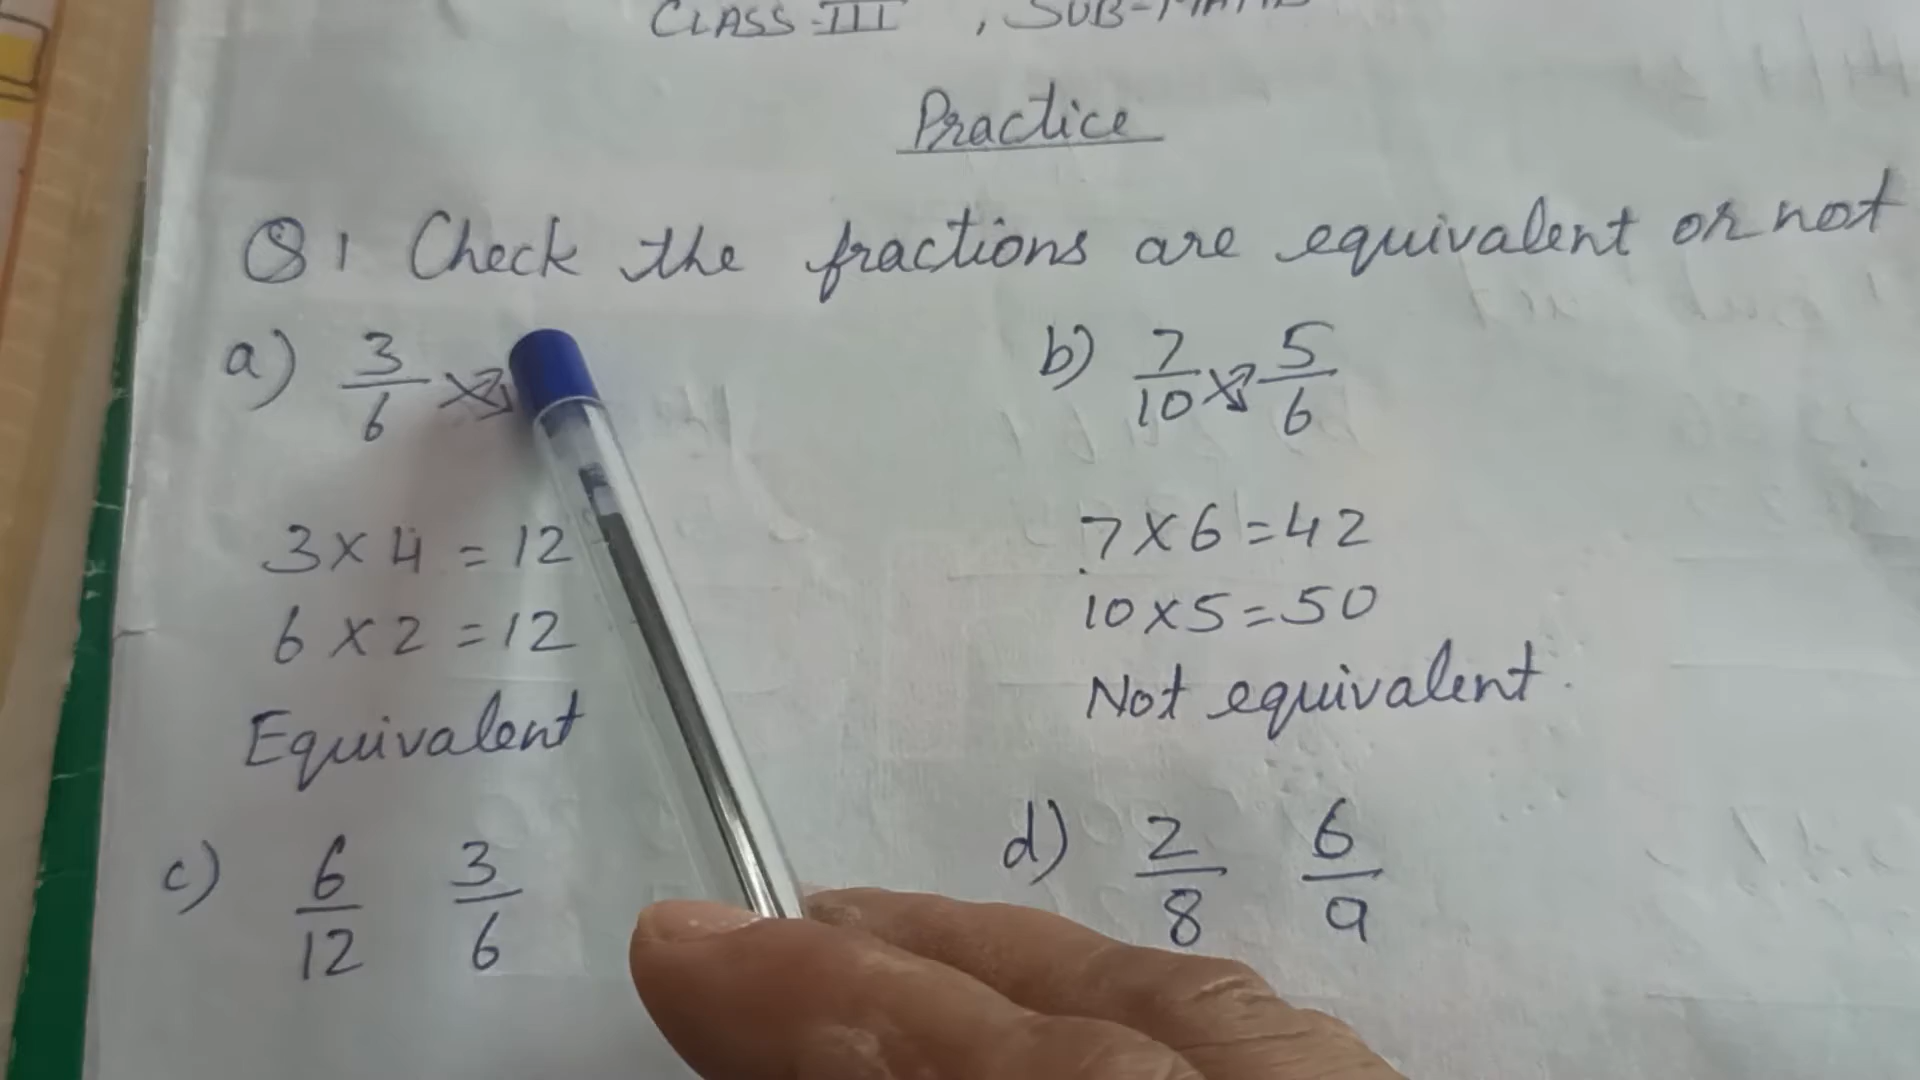 CLASS-III , SUB-MATHS
Practice
Q1 Check the fractions are equivalent or not
a) 3/6 b) 7/10 5/6
3 x 4 = 12 7 x 6 = 42
6 x 2 = 12 10 x 5 = 50
Equivalent Not equivalent.
c) 6/12 3/6 d) 2/8 6/9